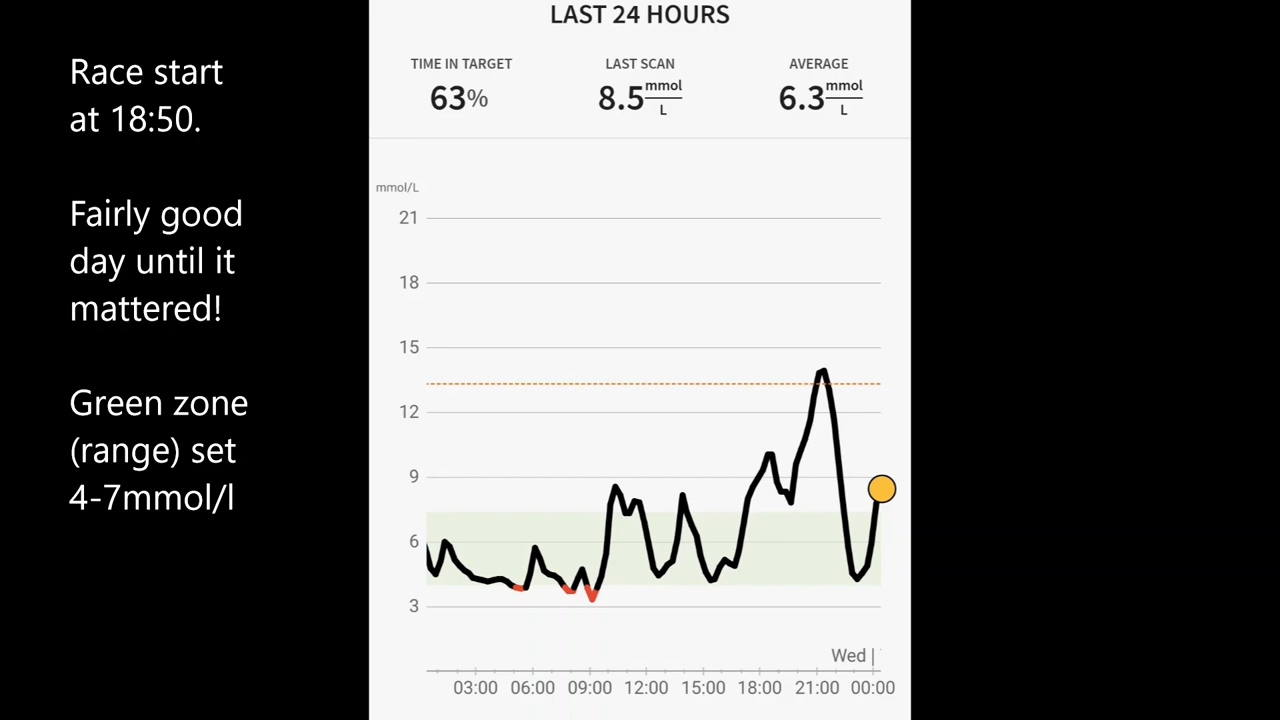 Race start
at 18:50.
Fairly good
day until it
mattered!
Green zone
(range) set
4-7mmol/l
LAST 24 HOURS
TIME IN TARGET LAST SCAN AVERAGE
63% 8.5 mmol/L 6.3 mmol/L
mmol/L
21
18
15
12
9
6
3
Wed |
03:00 06:00 09:00 12:00 15:00 18:00 21:00 00:00